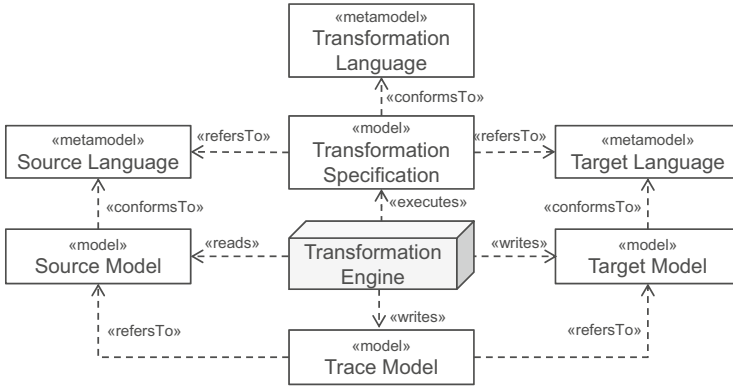 «metamodel»
Transformation
Language
«conformsTo»
«metamodel»
Source Language
«refersTo»
«model»
Transformation
Specification
«refersTo»
«metamodel»
Target Language
«conformsTo»
«executes»
«conformsTo»
«model»
Source Model
«reads»
Transformation
Engine
«writes»
«model»
Target Model
«writes»
«refersTo»
«model»
Trace Model
«refersTo»